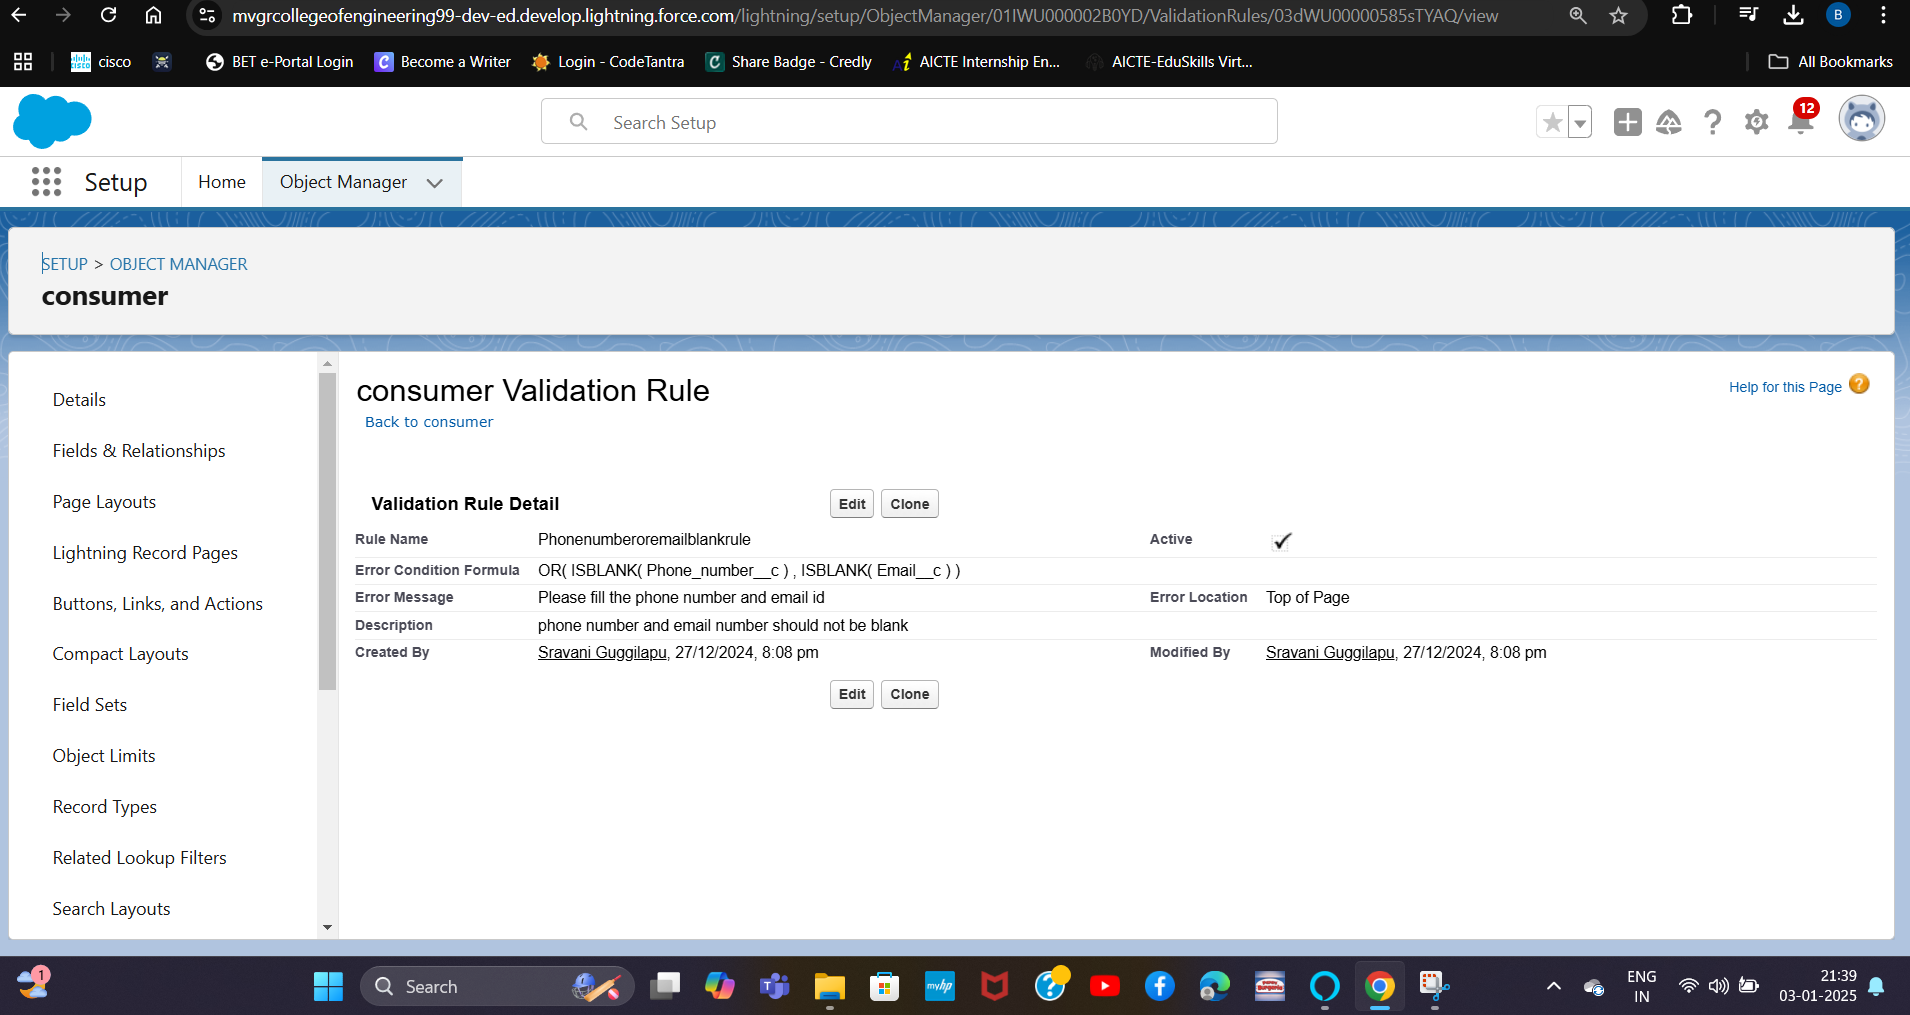 mvgrcollegeofengineering99-dev-ed.develop.lightning.force.com/lightning/setup/ObjectManager/01IWU000002B0YD/ValidationRules/03dWU00000585sTYAQ/view
B
cisco
BET e-Portal Login
Become a Writer
Login - CodeTantra
Share Badge - Credly
AICTE Internship En...
AICTE-EduSkills Virt...
All Bookmarks
Search Setup
12
Setup
Home
Object Manager
SETUP > OBJECT MANAGER
consumer
Details
Fields & Relationships
Page Layouts
Lightning Record Pages
Buttons, Links, and Actions
Compact Layouts
Field Sets
Object Limits
Record Types
Related Lookup Filters
Search Layouts
consumer Validation Rule
Help for this Page
Back to consumer
Validation Rule Detail
Edit Clone
Rule Name Phonenumberoremailblankrule Active
Error Condition Formula OR( ISBLANK( Phone_number__c ) , ISBLANK( Email__c ) )
Error Message Please fill the phone number and email id Error Location Top of Page
Description phone number and email number should not be blank
Created By Sravani Guggilapu, 27/12/2024, 8:08 pm Modified By Sravani Guggilapu, 27/12/2024, 8:08 pm
Edit Clone
1
Search
myhp
ENG
IN
21:39
03-01-2025